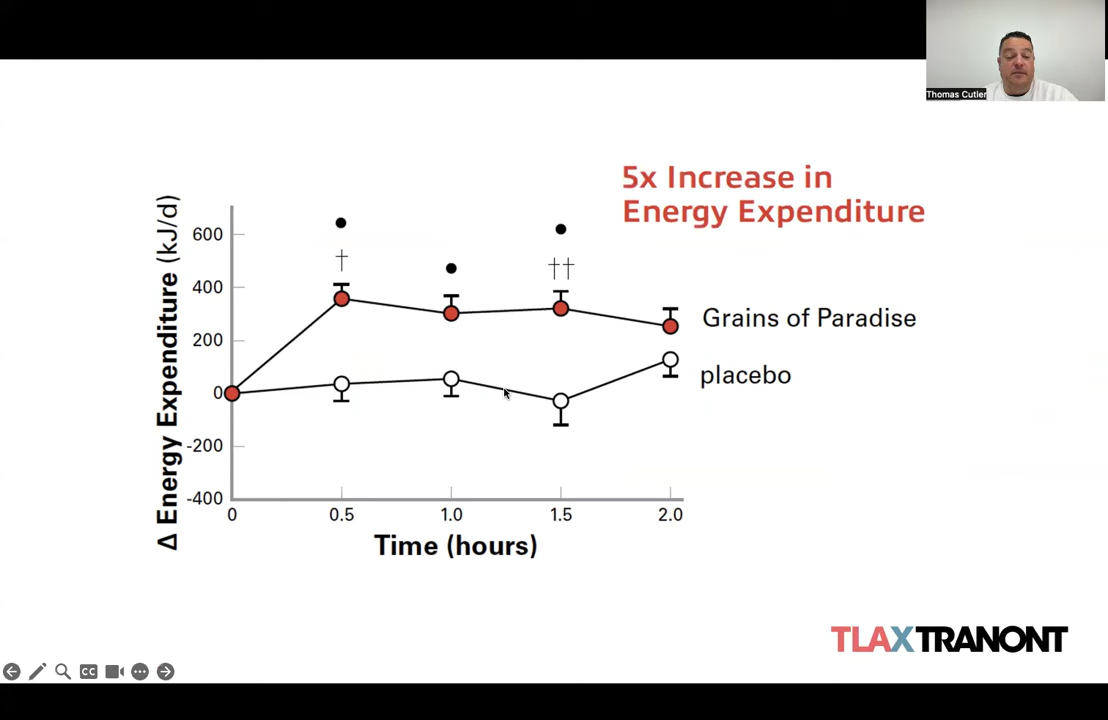 Thomas Cutler
5x Increase in
Energy Expenditure
Δ Energy Expenditure (kJ/d)
600
400
200
0
-200
-400
†
††
Grains of Paradise
placebo
0 0.5 1.0 1.5 2.0
Time (hours)
TLAXTRANONT
CC